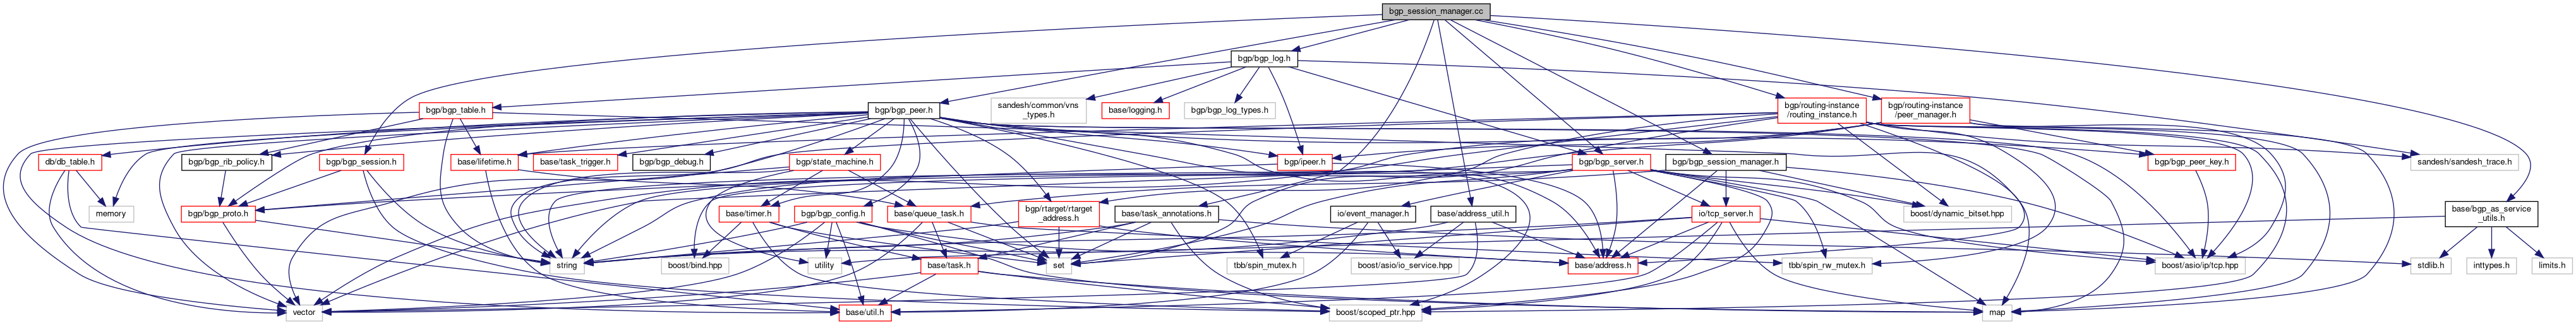 bgp_session_manager.cc
bgp/bgp_log.h
bgp/bgp_table.h
bgp/bgp_peer.h
sandesh/common/vns
_types.h
base/logging.h
bgp/bgp_log_types.h
bgp/routing-instance
/routing_instance.h
bgp/routing-instance
/peer_manager.h
db/db_table.h
bgp/bgp_rib_policy.h
bgp/bgp_session.h
base/lifetime.h
base/task_trigger.h
bgp/bgp_debug.h
bgp/state_machine.h
bgp/ipeer.h
bgp/bgp_server.h
bgp/bgp_session_manager.h
bgp/bgp_peer_key.h
sandesh/sandesh_trace.h
memory
bgp/bgp_proto.h
base/timer.h
bgp/bgp_config.h
base/queue_task.h
bgp/rtarget/rtarget
_address.h
base/task_annotations.h
io/event_manager.h
base/address_util.h
io/tcp_server.h
boost/dynamic_bitset.hpp
base/bgp_as_service
_utils.h
string
boost/bind.hpp
utility
base/task.h
set
tbb/spin_mutex.h
boost/asio/io_service.hpp
base/address.h
tbb/spin_rw_mutex.h
boost/asio/ip/tcp.hpp
stdlib.h
inttypes.h
limits.h
vector
base/util.h
boost/scoped_ptr.hpp
map